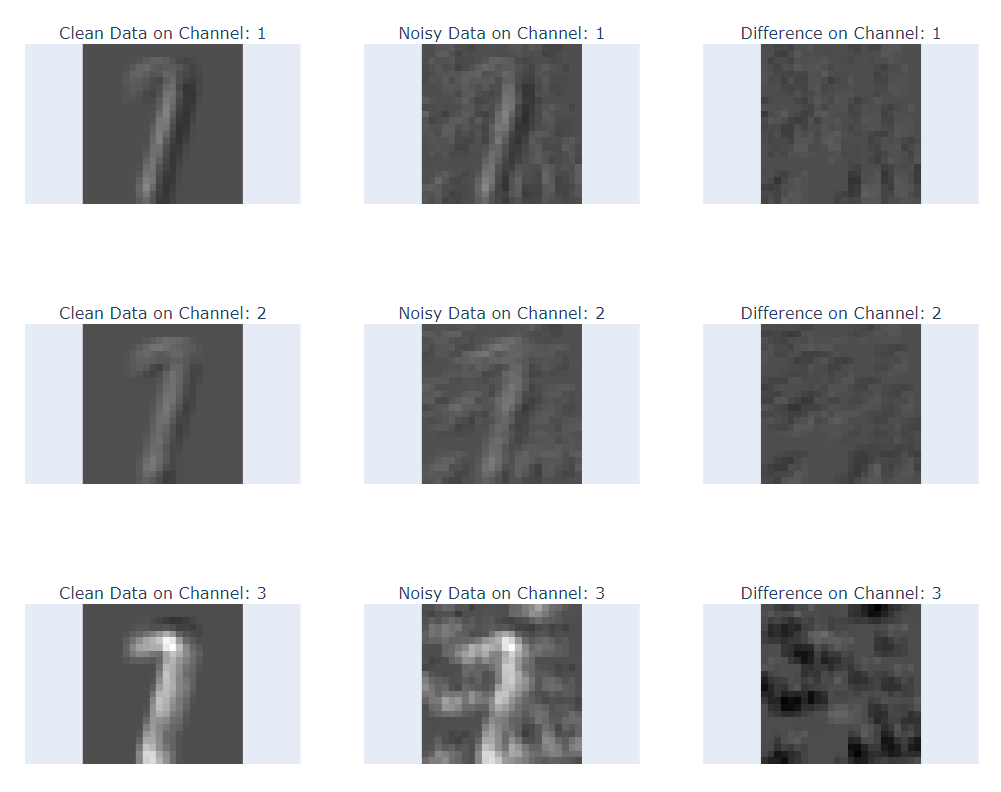 Clean Data on Channel: 1
Noisy Data on Channel: 1
Difference on Channel: 1
Clean Data on Channel: 2
Noisy Data on Channel: 2
Difference on Channel: 2
Clean Data on Channel: 3
Noisy Data on Channel: 3
Difference on Channel: 3